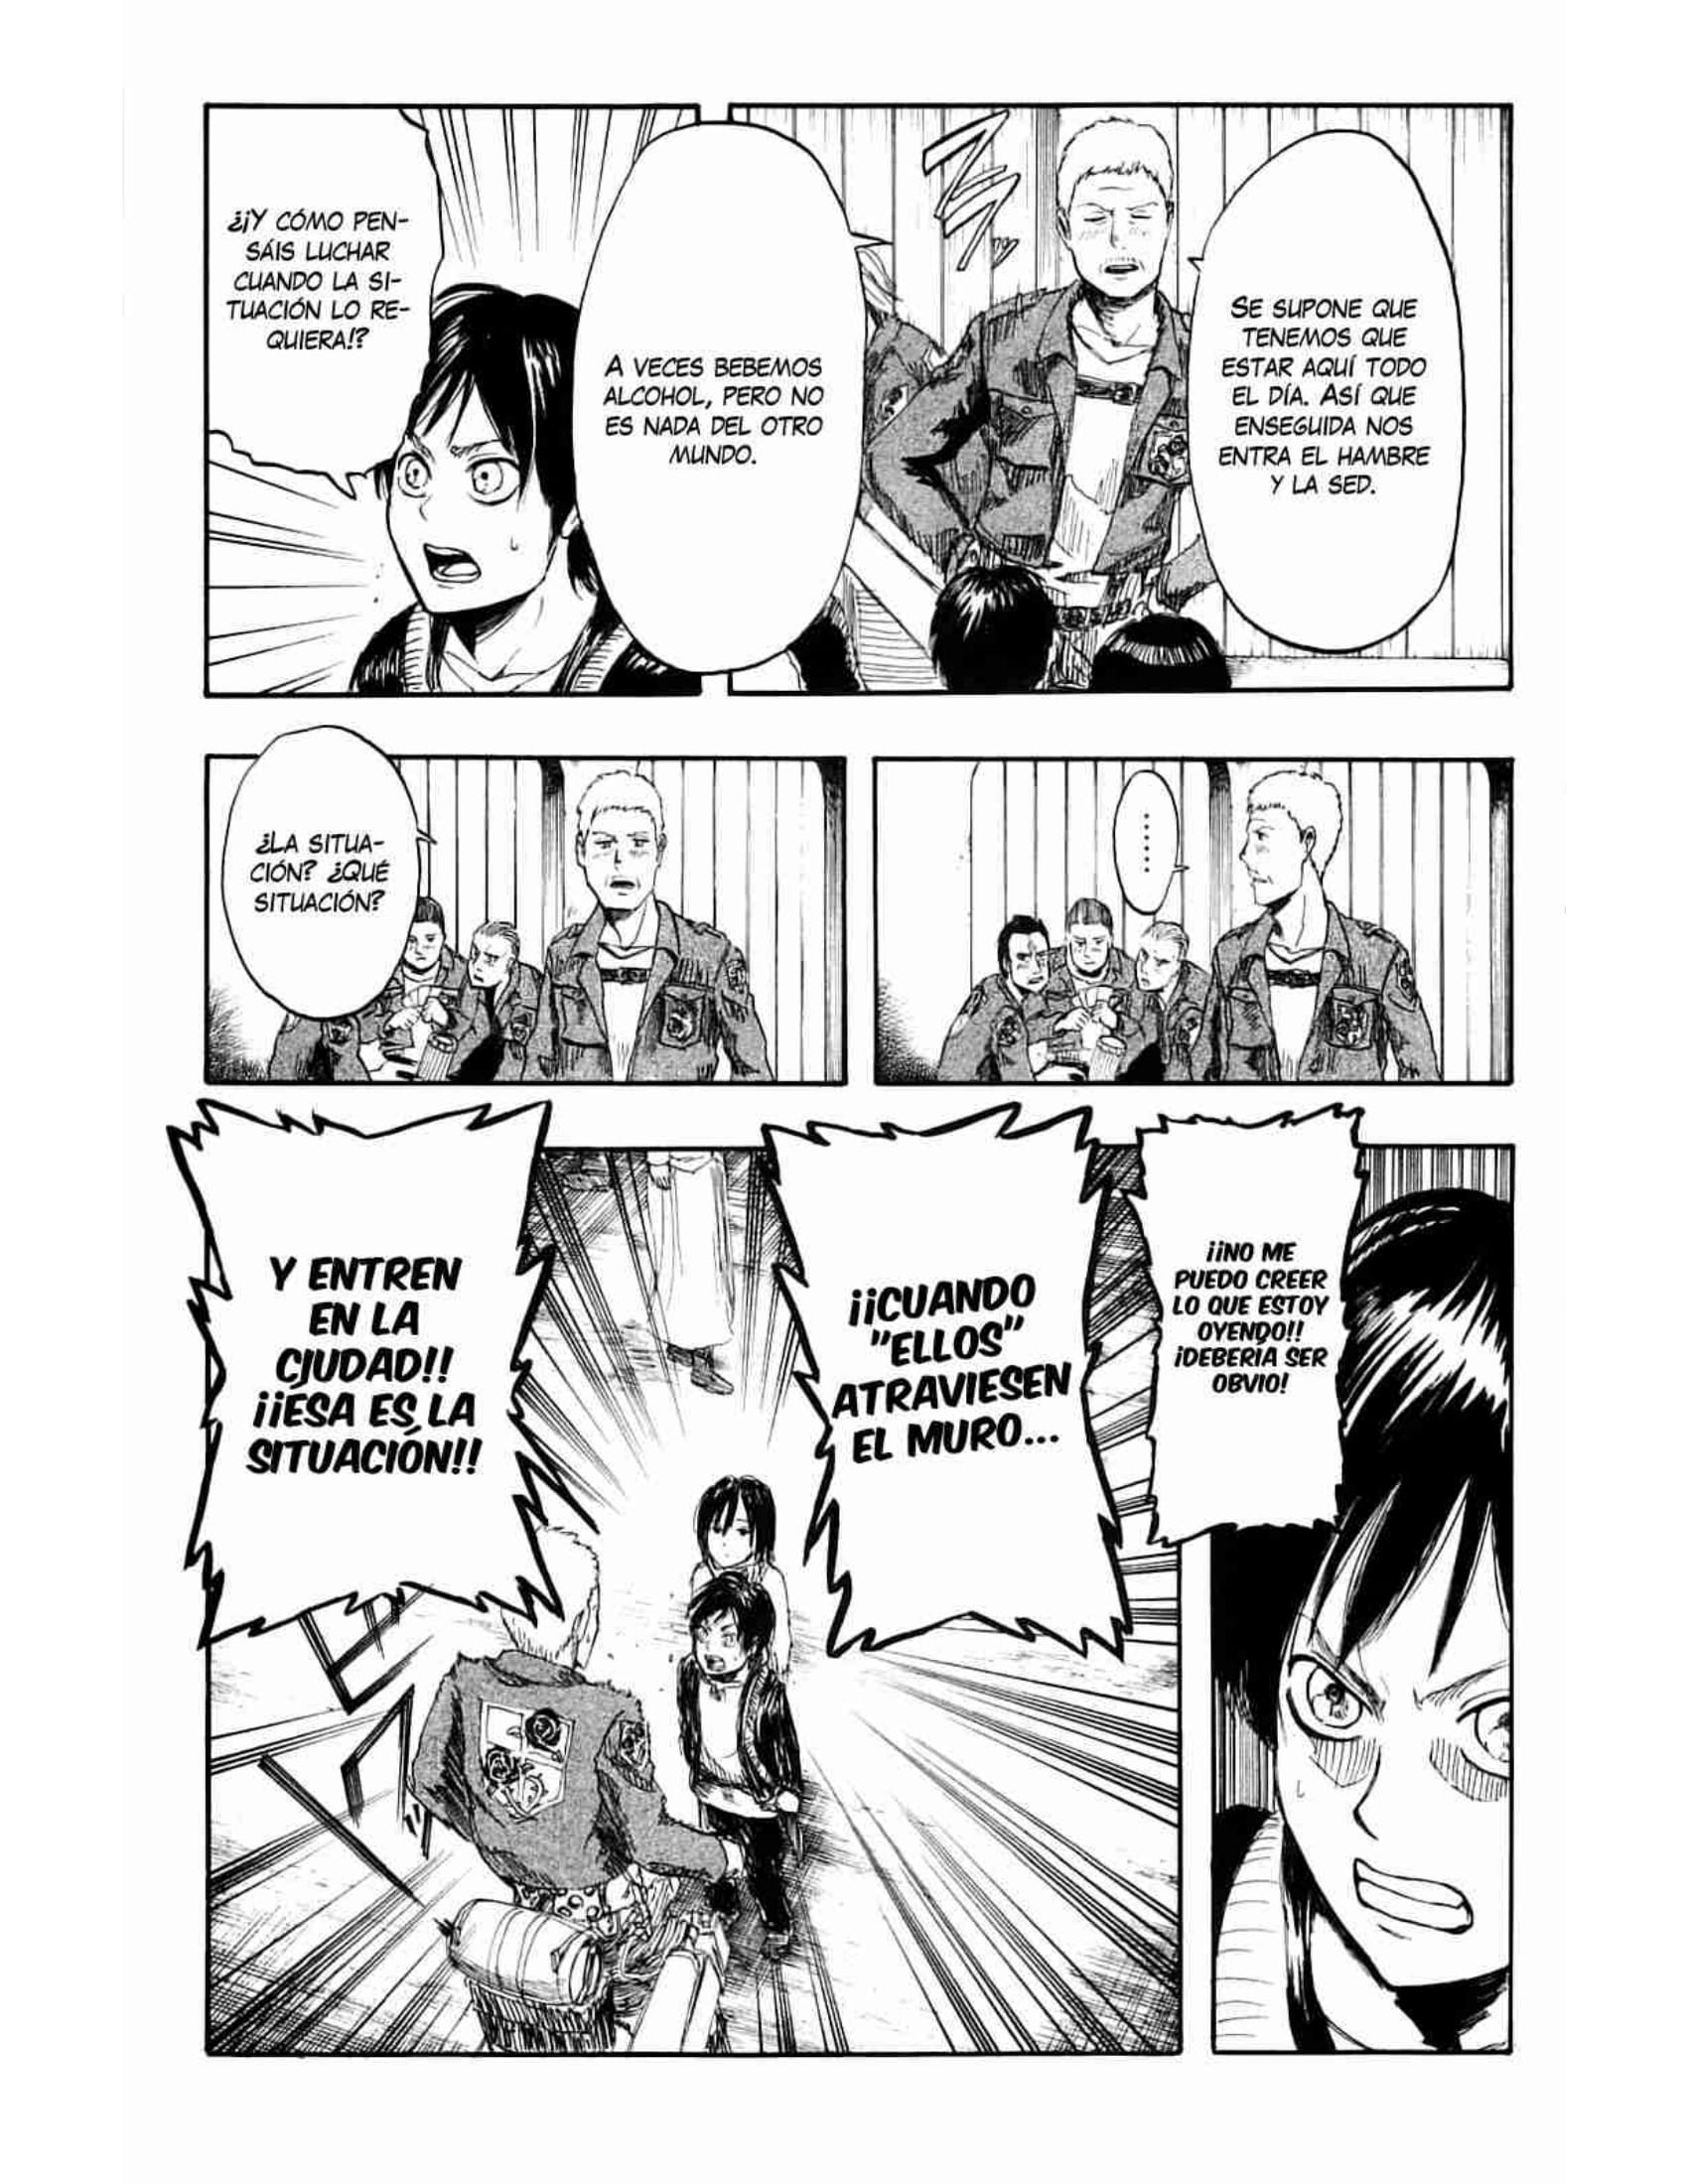 SE SUPONE QUE
TENEMOS QUE
ESTAR AQUÍ TODO
EL DÍA. ASÍ QUE
ENSEGUIDA NOS
ENTRA EL HAMBRE
Y LA SED.
A VECES BEBEMOS
ALCOHOL, PERO NO
ES NADA DEL OTRO
MUNDO.
¿¡Y CÓMO PEN-
SÁIS LUCHAR
CUANDO LA SI-
TUACIÓN LO RE-
QUIERA!?
......
¿LA SITUA-
CIÓN? ¿QUÉ
SITUACIÓN?
¡¡NO ME
PUEDO CREER
LO QUE ESTOY
OYENDO!!
¡DEBERÍA SER
OBVIO!
¡¡CUANDO
"ELLOS"
ATRAVIESEN
EL MURO...
Y ENTREN
EN LA
CIUDAD!!
¡¡ÉSA ES LA
SITUACIÓN!!